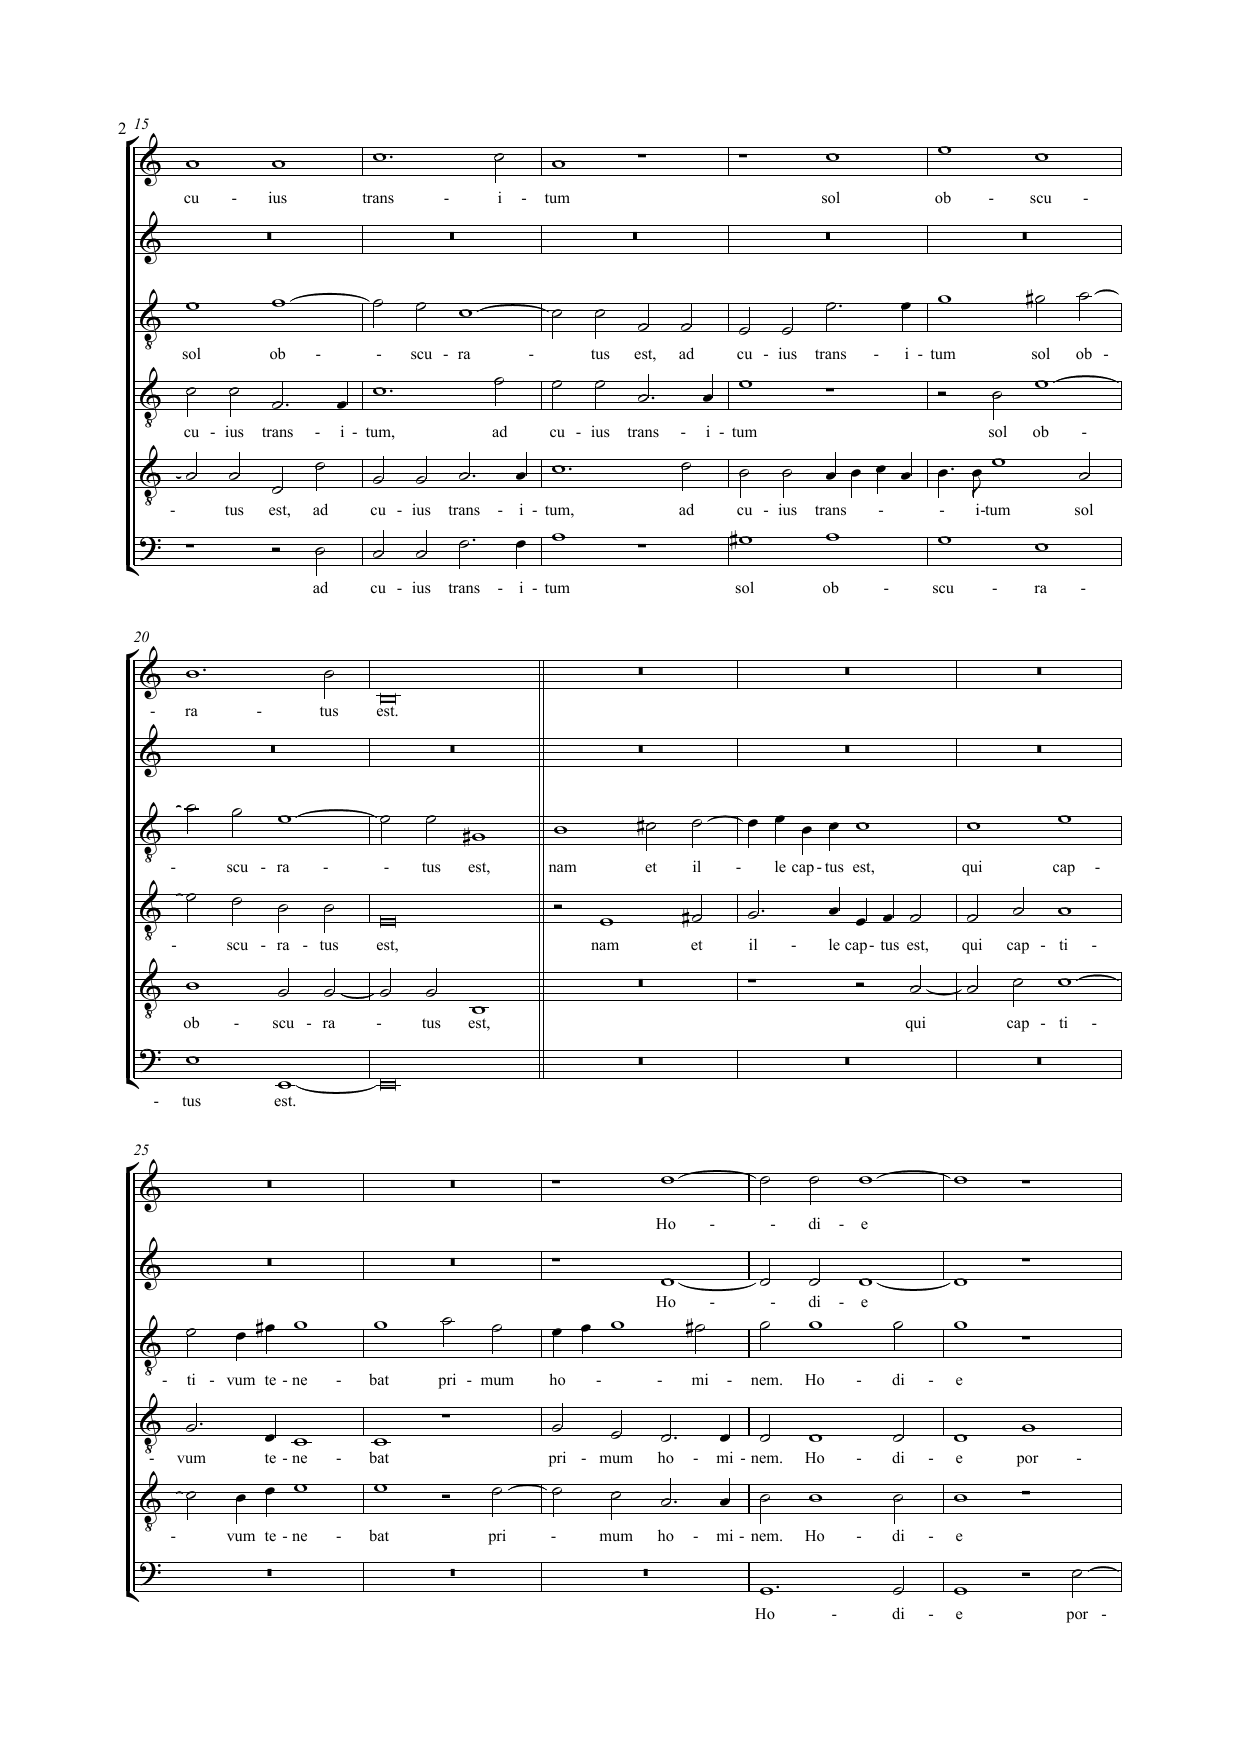 2 15
cu - ius trans - i - tum sol ob - scu -
sol ob - - scu - ra - tus est, ad cu - ius trans - i - tum sol ob -
cu - ius trans - i - tum, ad cu - ius trans - i - tum sol ob -
- tus est, ad cu - ius trans - i - tum, ad cu - ius trans - - i - tum sol
ad cu - ius trans - i - tum sol ob - scu - ra -
20
- ra - tus est.
- scu - ra - - tus est, nam et il - le cap - tus est, qui cap -
- scu - ra - tus est, nam et il - le cap - tus est, qui cap - ti -
ob - scu - ra - tus est, qui cap - ti -
- tus est.
25
Ho - - di - e
Ho - - di - e
- ti - vum te - ne - bat pri - mum ho - - mi - nem. Ho - di - e
- vum te - ne - bat pri - mum ho - mi - nem. Ho - di - e por -
- vum te - ne - bat pri - mum ho - mi - nem. Ho - di - e
Ho - di - e por -